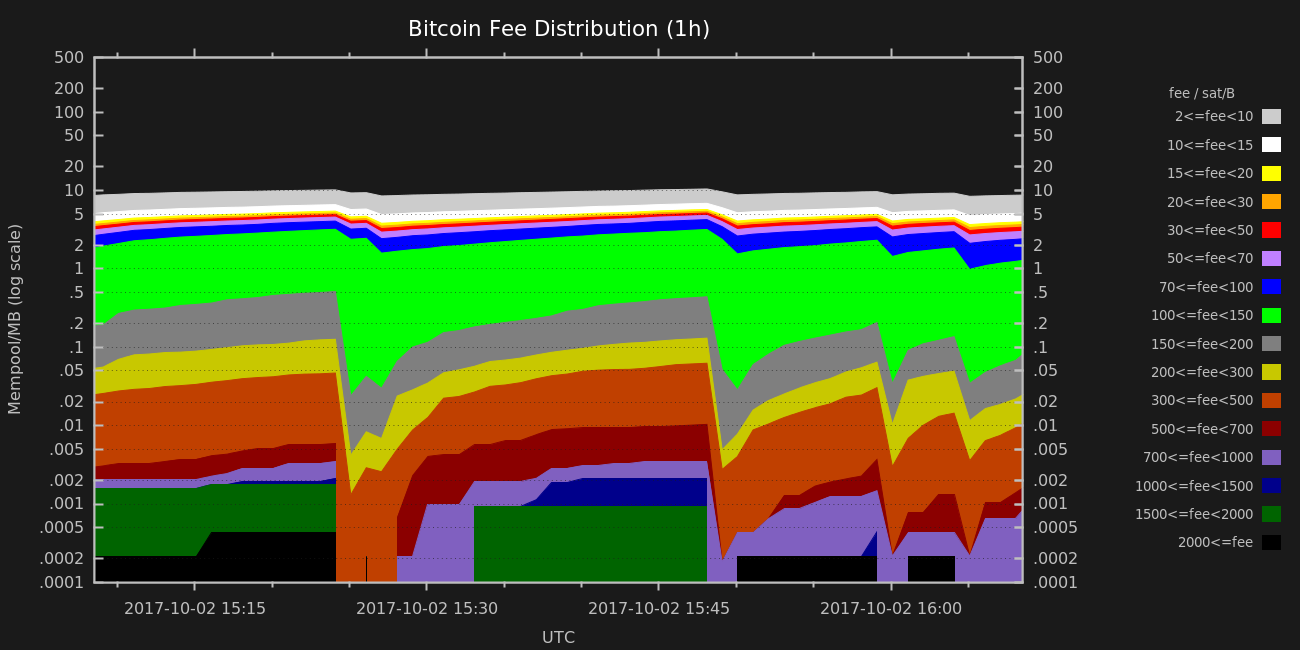 Bitcoin Fee Distribution (1h)
Mempool/MB (log scale)
500
200
100
50
20
10
5
2
1
.5
.2
.1
.05
.02
.01
.005
.002
.001
.0005
.0002
.0001
500
200
100
50
20
10
5
2
1
.5
.2
.1
.05
.02
.01
.005
.002
.001
.0005
.0002
.0001
fee / sat/B
2<=fee<10
10<=fee<15
15<=fee<20
20<=fee<30
30<=fee<50
50<=fee<70
70<=fee<100
100<=fee<150
150<=fee<200
200<=fee<300
300<=fee<500
500<=fee<700
700<=fee<1000
1000<=fee<1500
1500<=fee<2000
2000<=fee
2017-10-02 15:15 2017-10-02 15:30 2017-10-02 15:45 2017-10-02 16:00
UTC